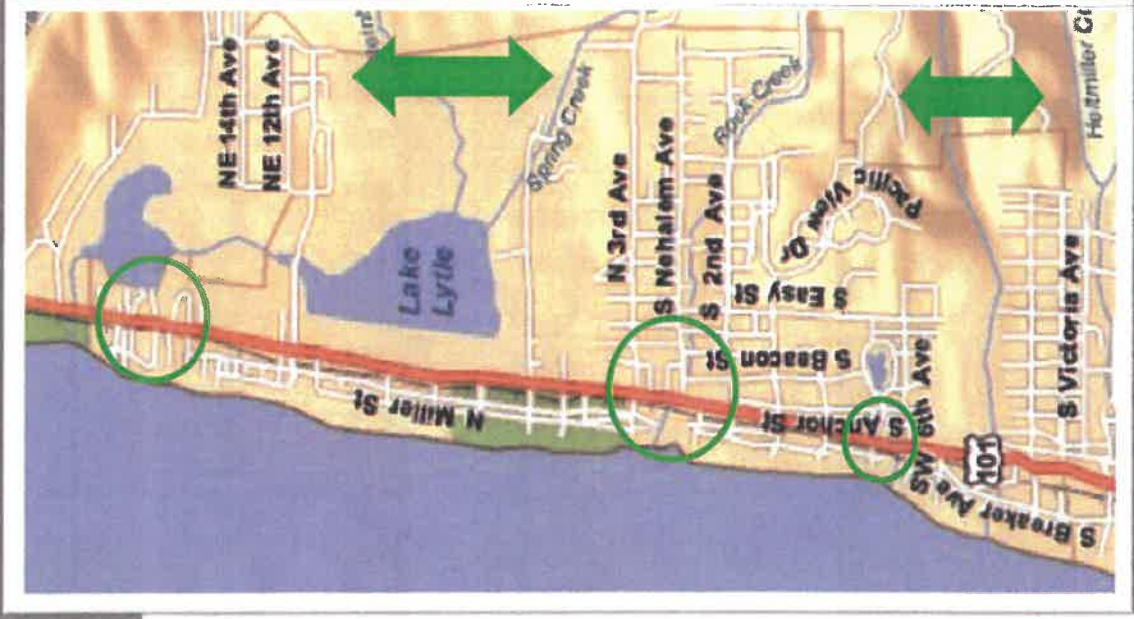 NE 14th Ave
NE 12th Ave
Spring Creek
Lake
Lytle
N 3rd Ave
S Nehalem Ave
S 2nd Ave
Rock Creek
Pacific View Dr
S Easy St
S Beacon St
N Miller St
S Anchor St
SW 6th Ave
101
S Breaker Ave
S Victoria Ave
Heitmiller